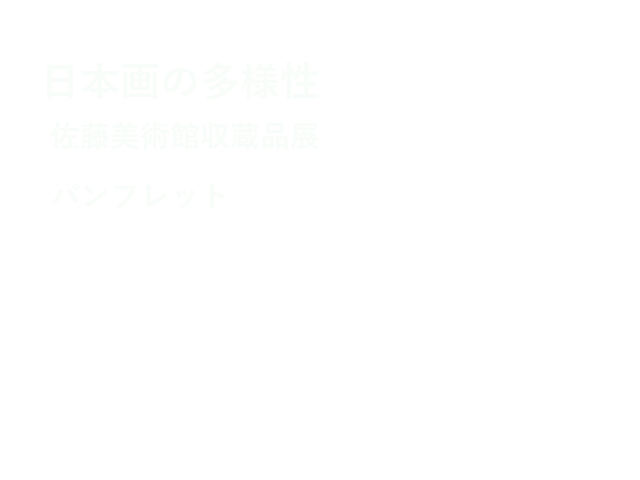 日本画の多様性
佐藤美術館収蔵品展
パンフレット